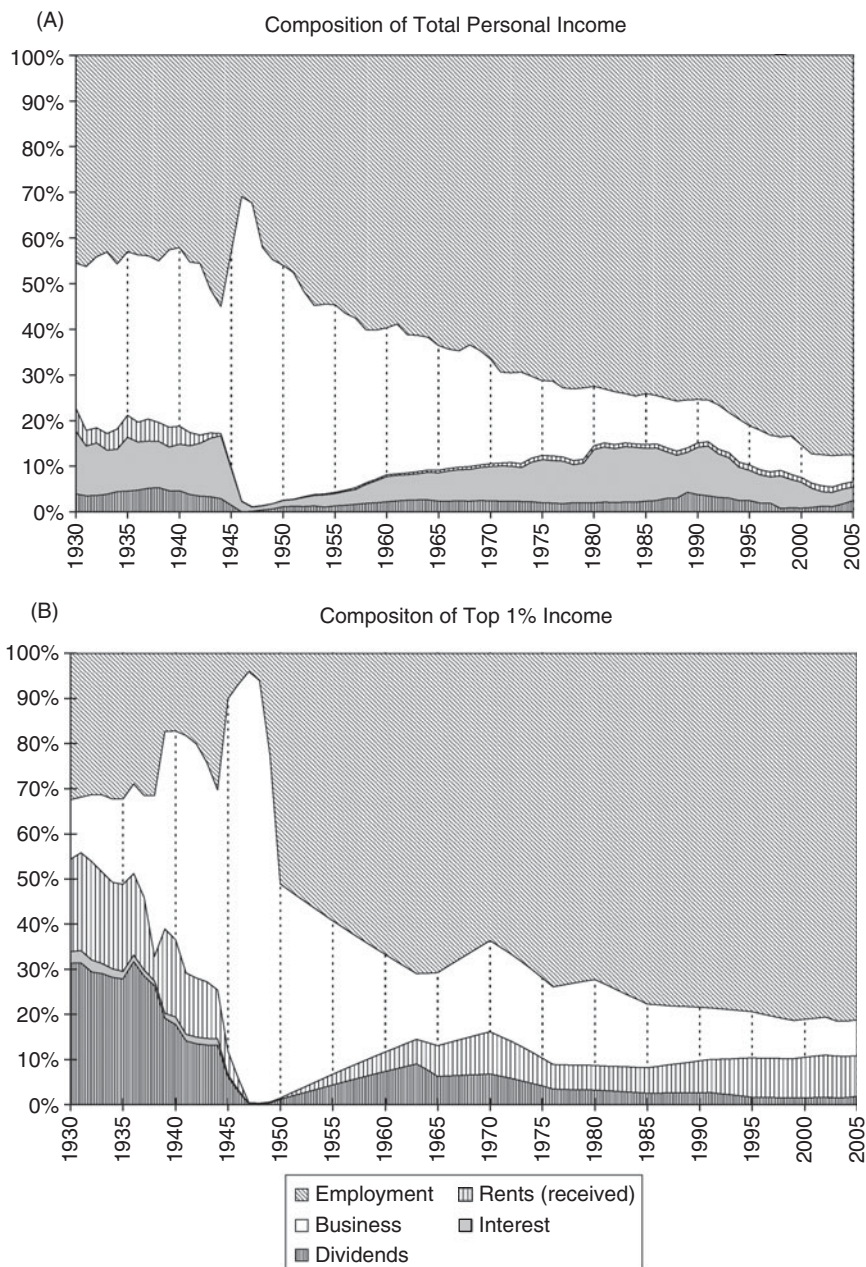 (A)
Composition of Total Personal Income
100%
90%
80%
70%
60%
50%
40%
30%
20%
10%
0%
1930 1935 1940 1945 1950 1955 1960 1965 1970 1975 1980 1985 1990 1995 2000 2005
(B)
Compositon of Top 1% Income
100%
90%
80%
70%
60%
50%
40%
30%
20%
10%
0%
1930 1935 1940 1945 1950 1955 1960 1965 1970 1975 1980 1985 1990 1995 2000 2005
Employment Rents (received)
Business Interest
Dividends